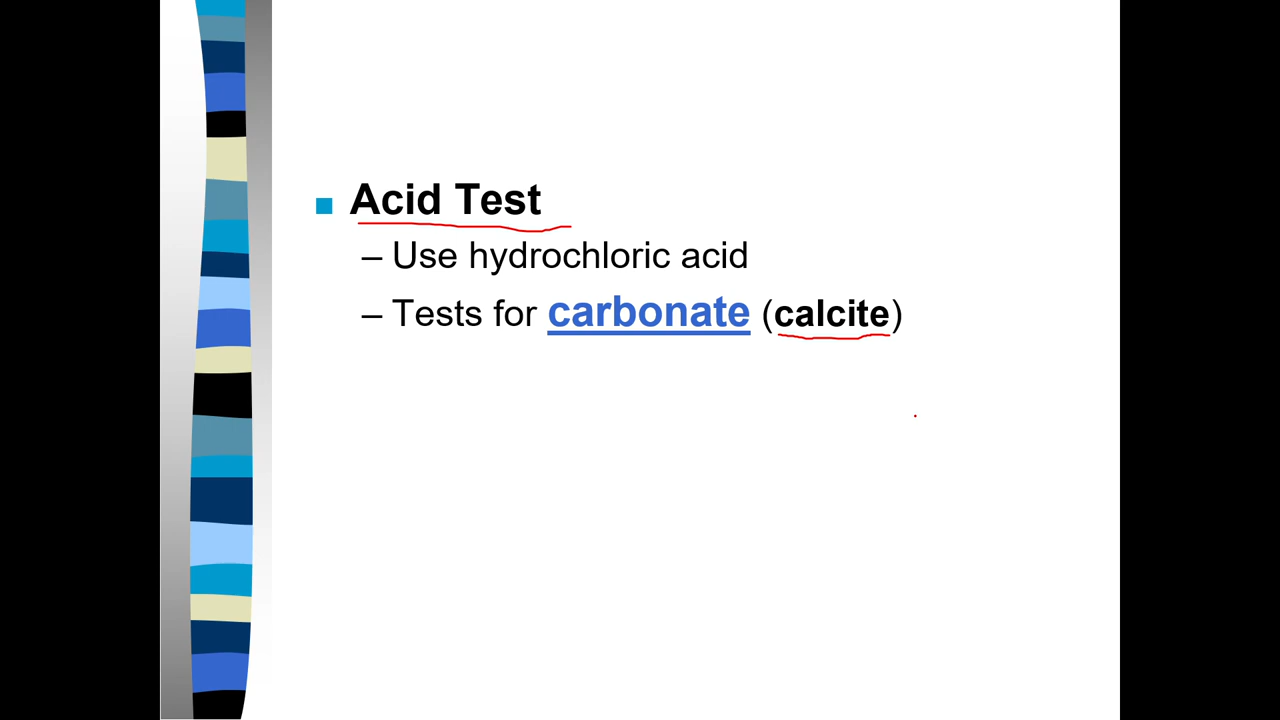 Acid Test
– Use hydrochloric acid
– Tests for carbonate (calcite)